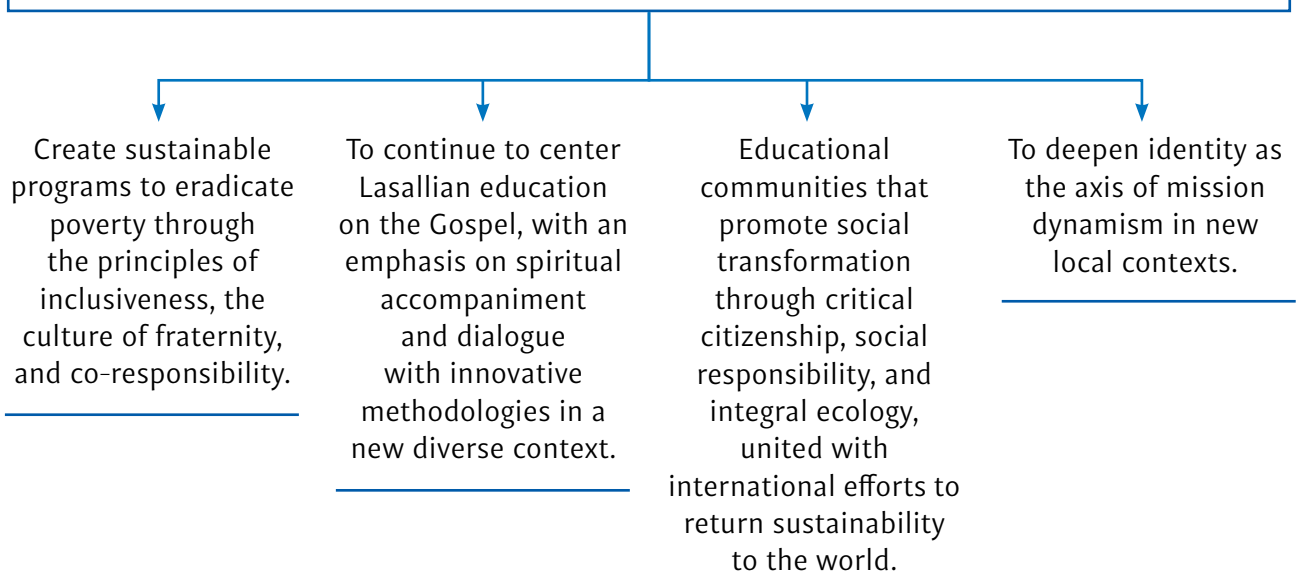 Create sustainable
programs to eradicate
poverty through
the principles of
inclusiveness, the
culture of fraternity,
and co-responsibility.
To continue to center
Lasallian education
on the Gospel, with an
emphasis on spiritual
accompaniment
and dialogue
with innovative
methodologies in a
new diverse context.
Educational
communities that
promote social
transformation
through critical
citizenship, social
responsibility, and
integral ecology,
united with
international efforts to
return sustainability
to the world.
To deepen identity as
the axis of mission
dynamism in new
local contexts.